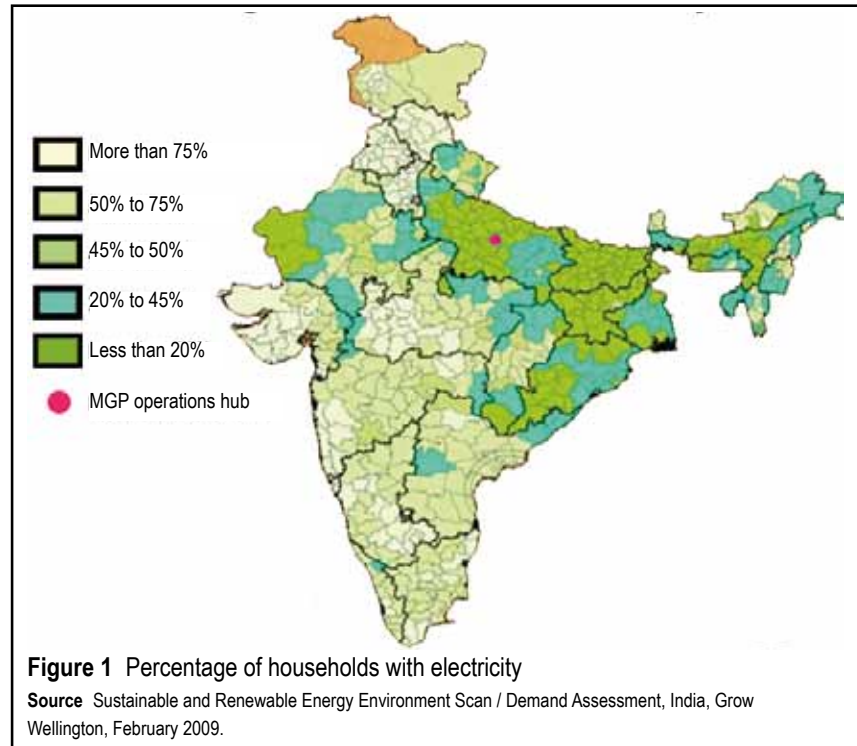 More than 75%
50% to 75%
45% to 50%
20% to 45%
Less than 20%
MGP operations hub
Figure 1 Percentage of households with electricity
Source Sustainable and Renewable Energy Environment Scan / Demand Assessment, India, Grow
Wellington, February 2009.